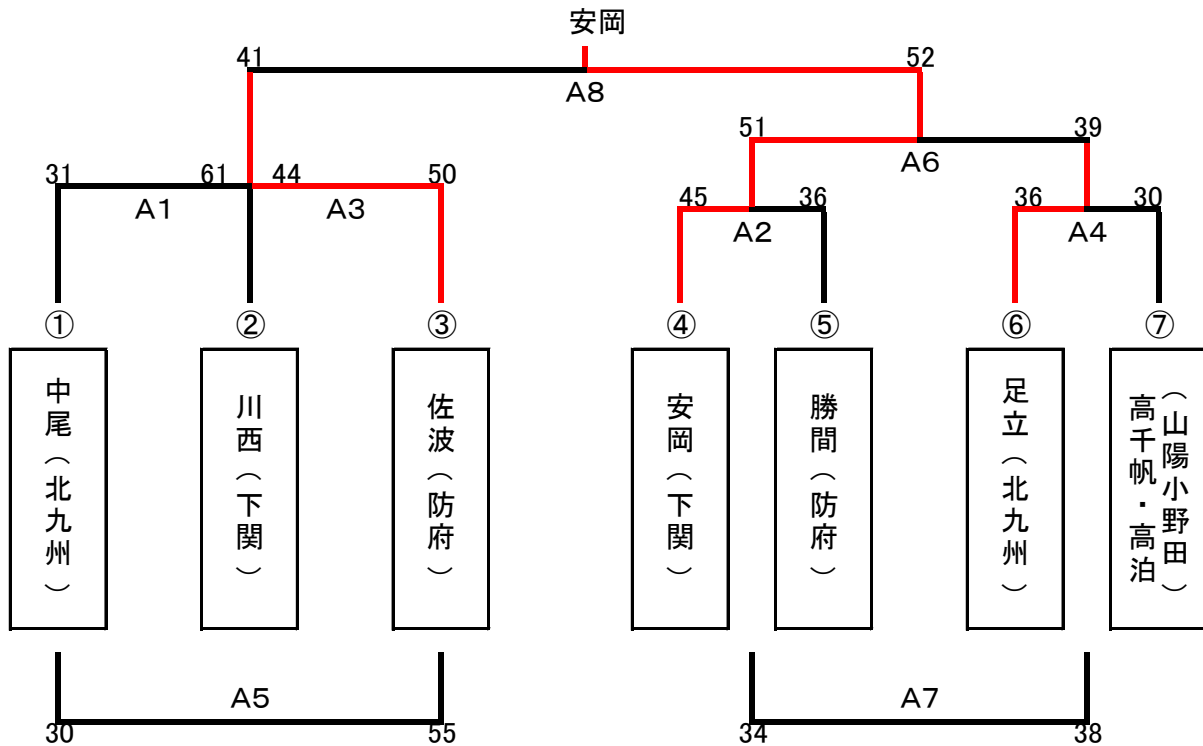 安岡
41 52
A8
51 39
A6
31 61 44 50
A1 A3
45 36 36 30
A2 A4
① ② ③ ④ ⑤ ⑥ ⑦
中尾（北九州）
川西（下関）
佐波（防府）
安岡（下関）
勝間（防府）
足立（北九州）
（山陽小野田）
高千帆・高泊
A5 A7
30 55 34 38